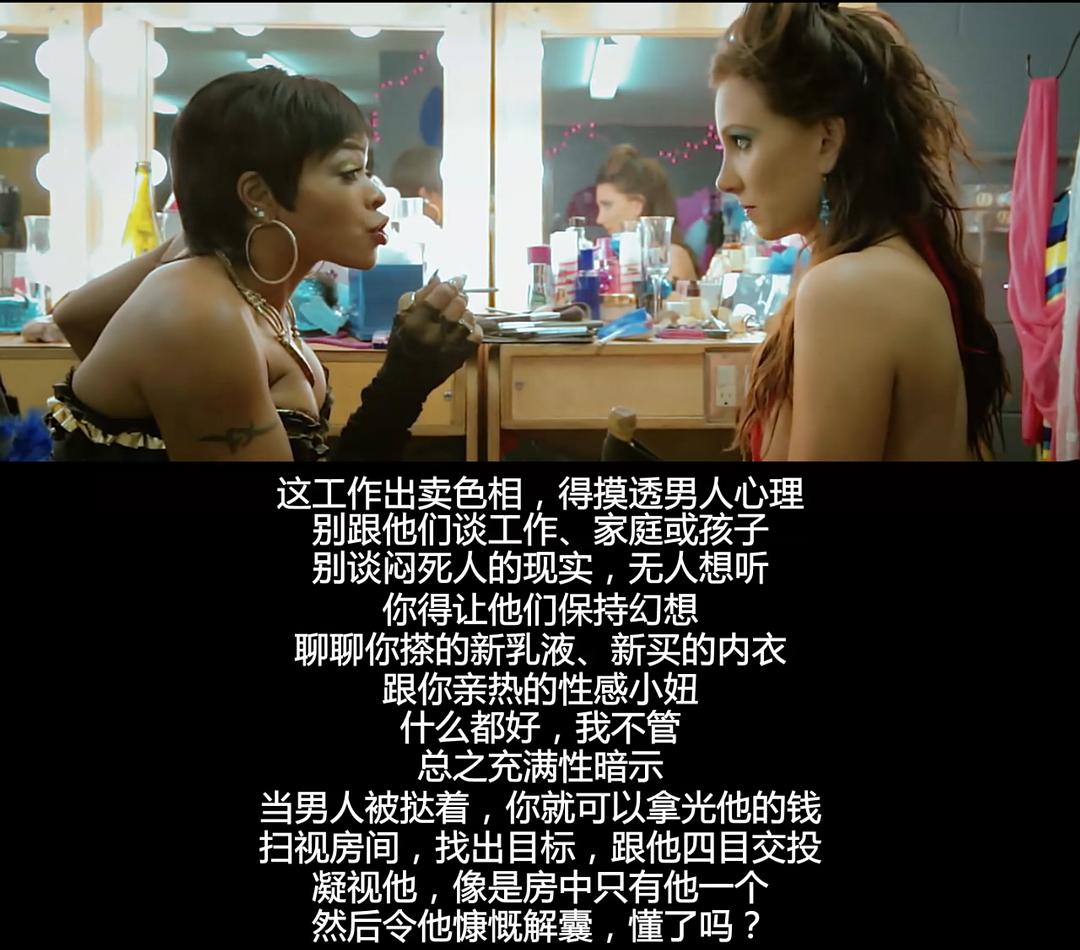 这工作出卖色相，得摸透男人心理
别跟他们谈工作、家庭或孩子
别谈闷死人的现实，无人想听
你得让他们保持幻想
聊聊你搽的新乳液、新买的内衣
跟你亲热的性感小妞
什么都好，我不管
总之充满性暗示
当男人被挞着，你就可以拿光他的钱
扫视房间，找出目标，跟他四目交投
凝视他，像是房中只有他一个
然后令他慷慨解囊，懂了吗？